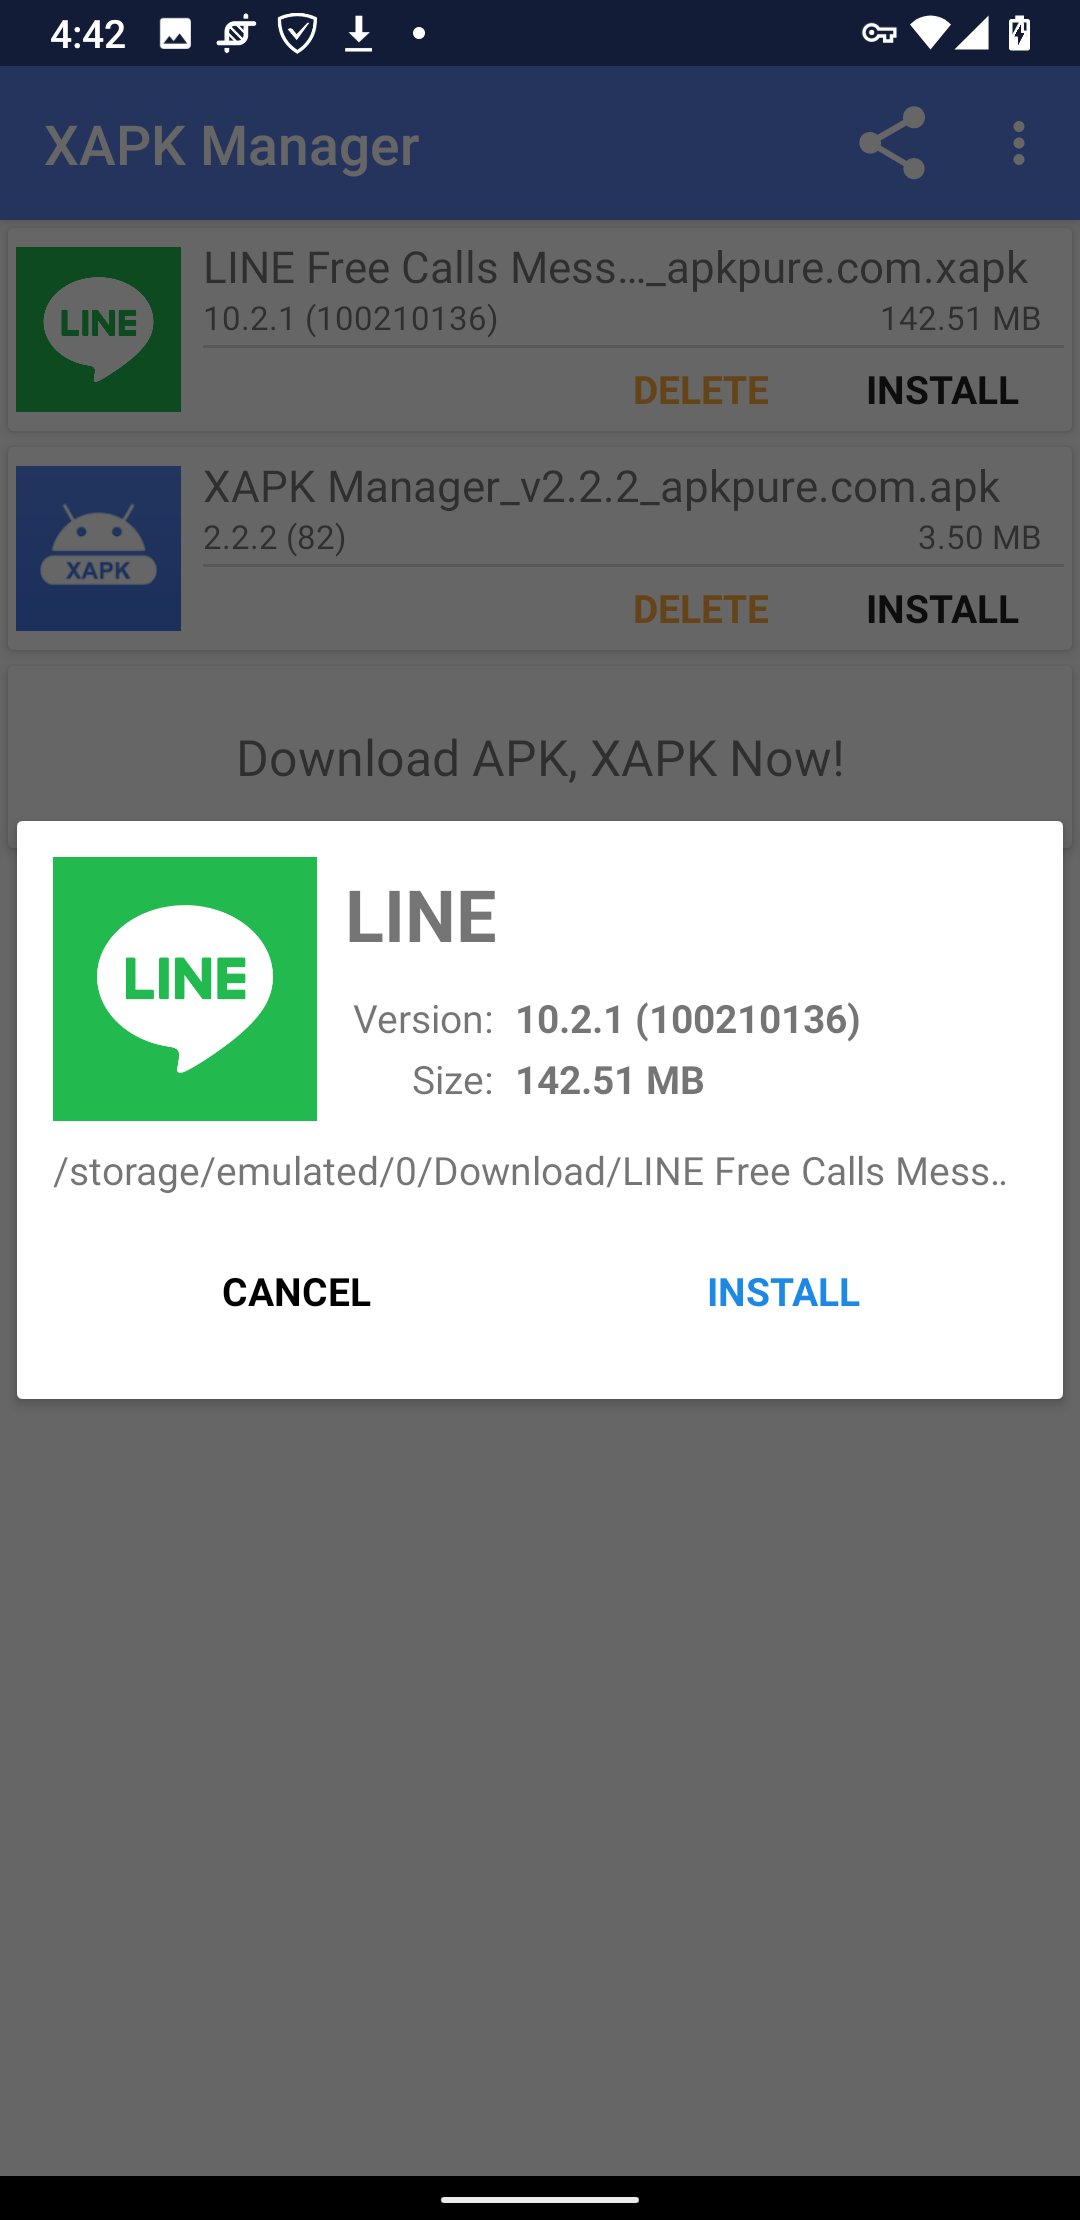 4:42
XAPK Manager
LINE
LINE Free Calls Mess..._apkpure.com.xapk
10.2.1 (100210136)
142.51 MB
DELETE
INSTALL
XAPK
XAPK Manager_v2.2.2_apkpure.com.apk
2.2.2 (82)
3.50 MB
DELETE
INSTALL
Download APK, XAPK Now!
LINE
LINE
Version: 10.2.1 (100210136)
Size: 142.51 MB
/storage/emulated/0/Download/LINE Free Calls Mess..
CANCEL
INSTALL